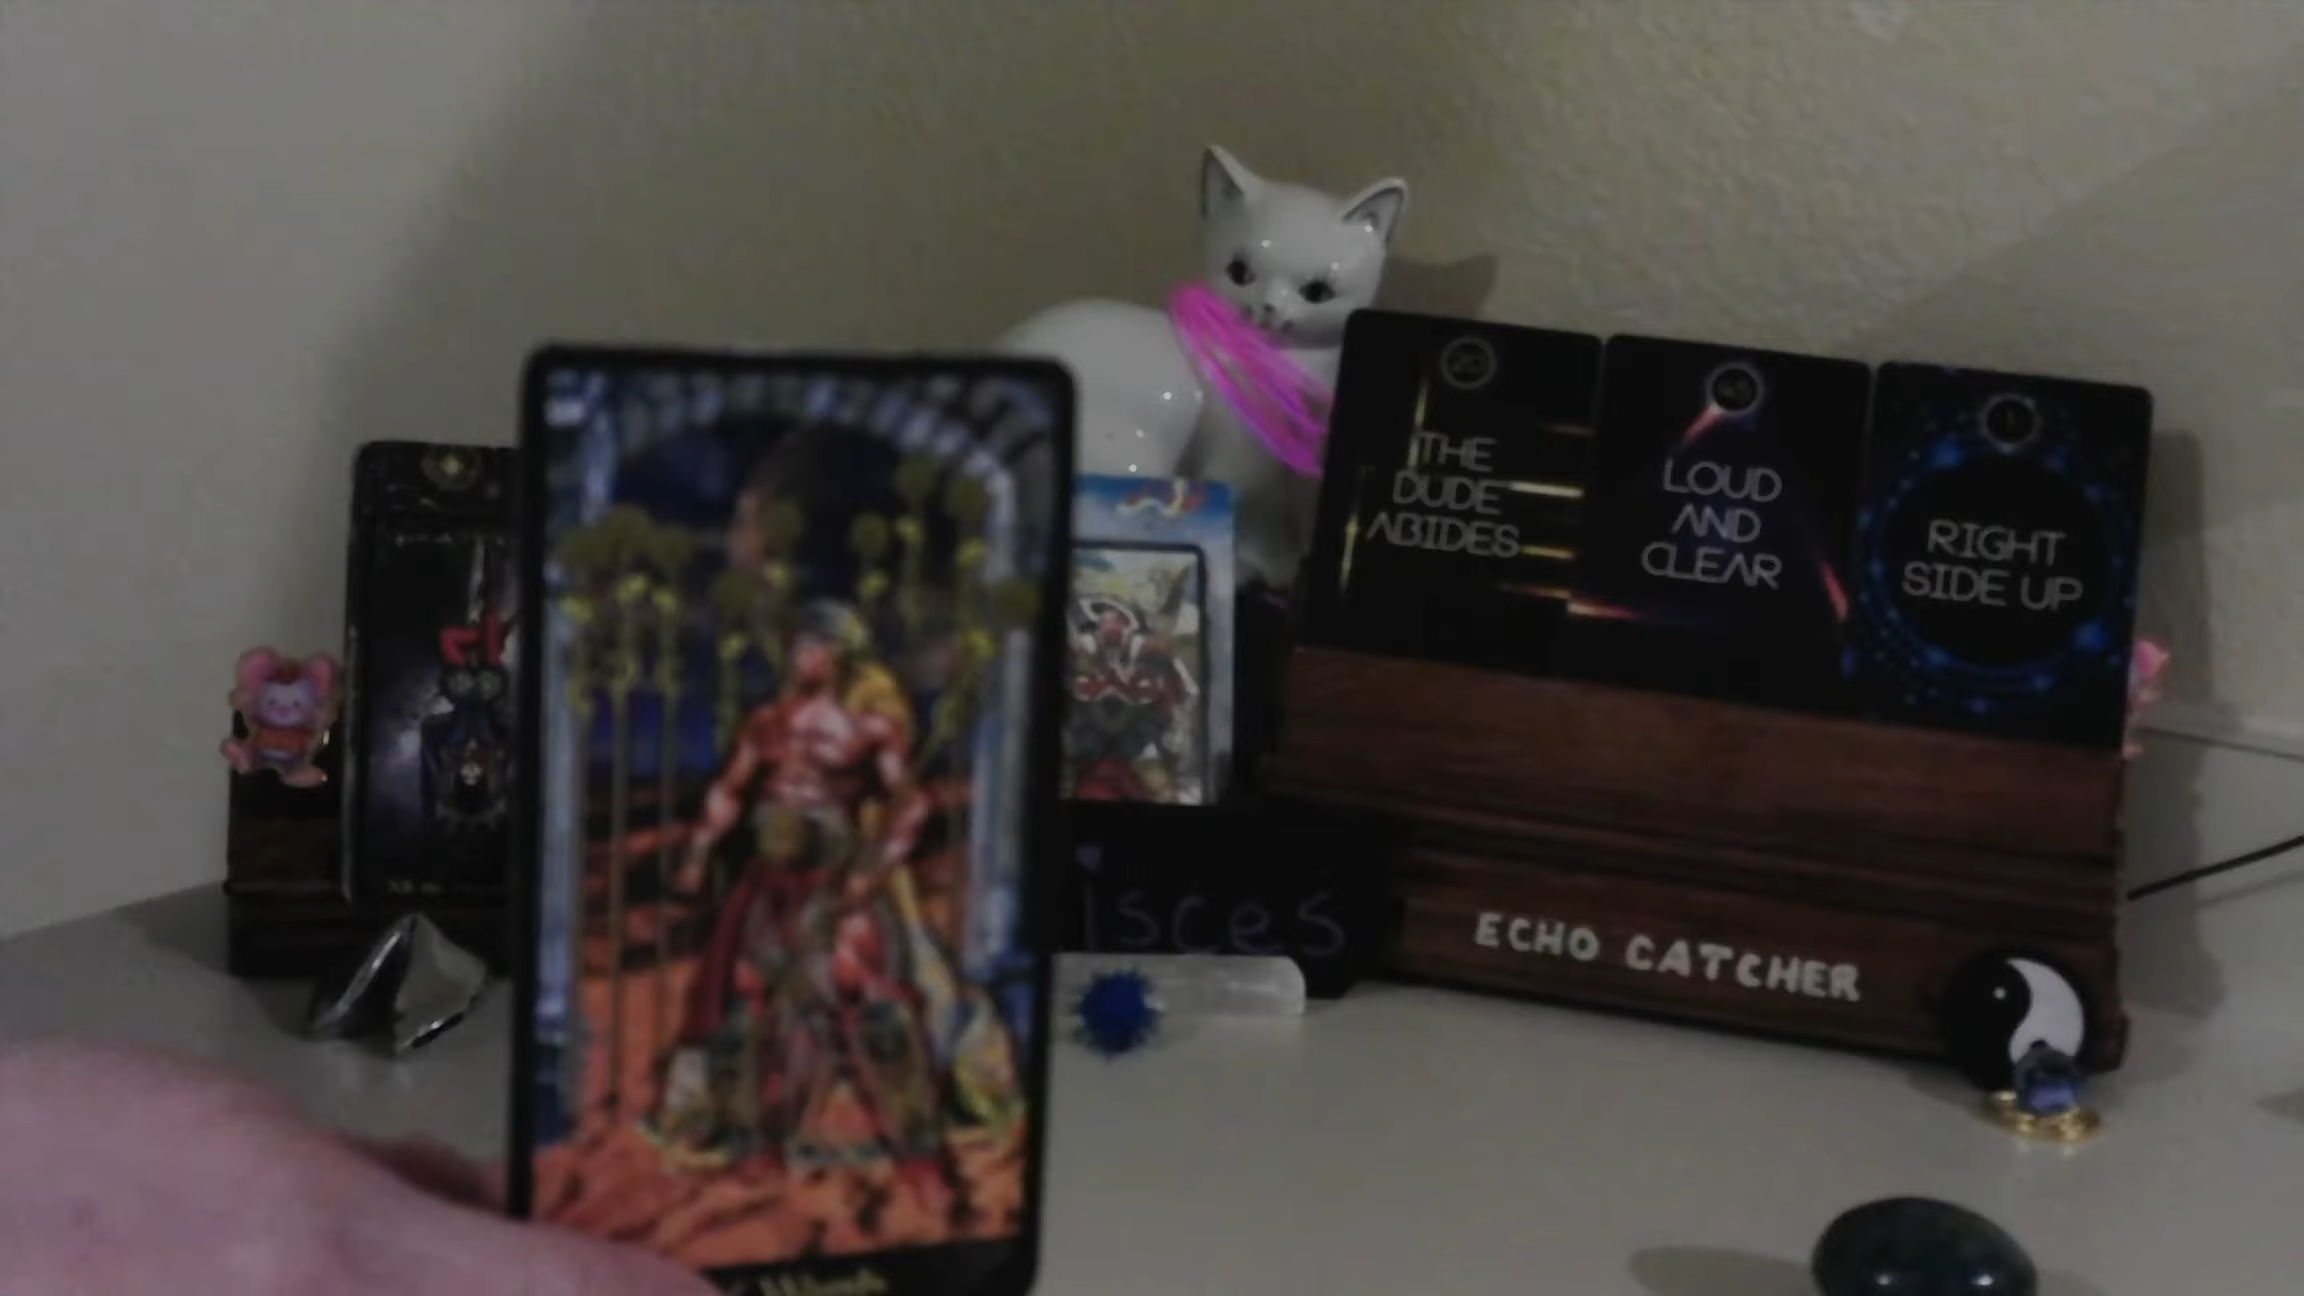 THE
DUDE
ABIDES
LOUD
AND
CLEAR
RIGHT
SIDE UP
isces
ECHO CATCHER